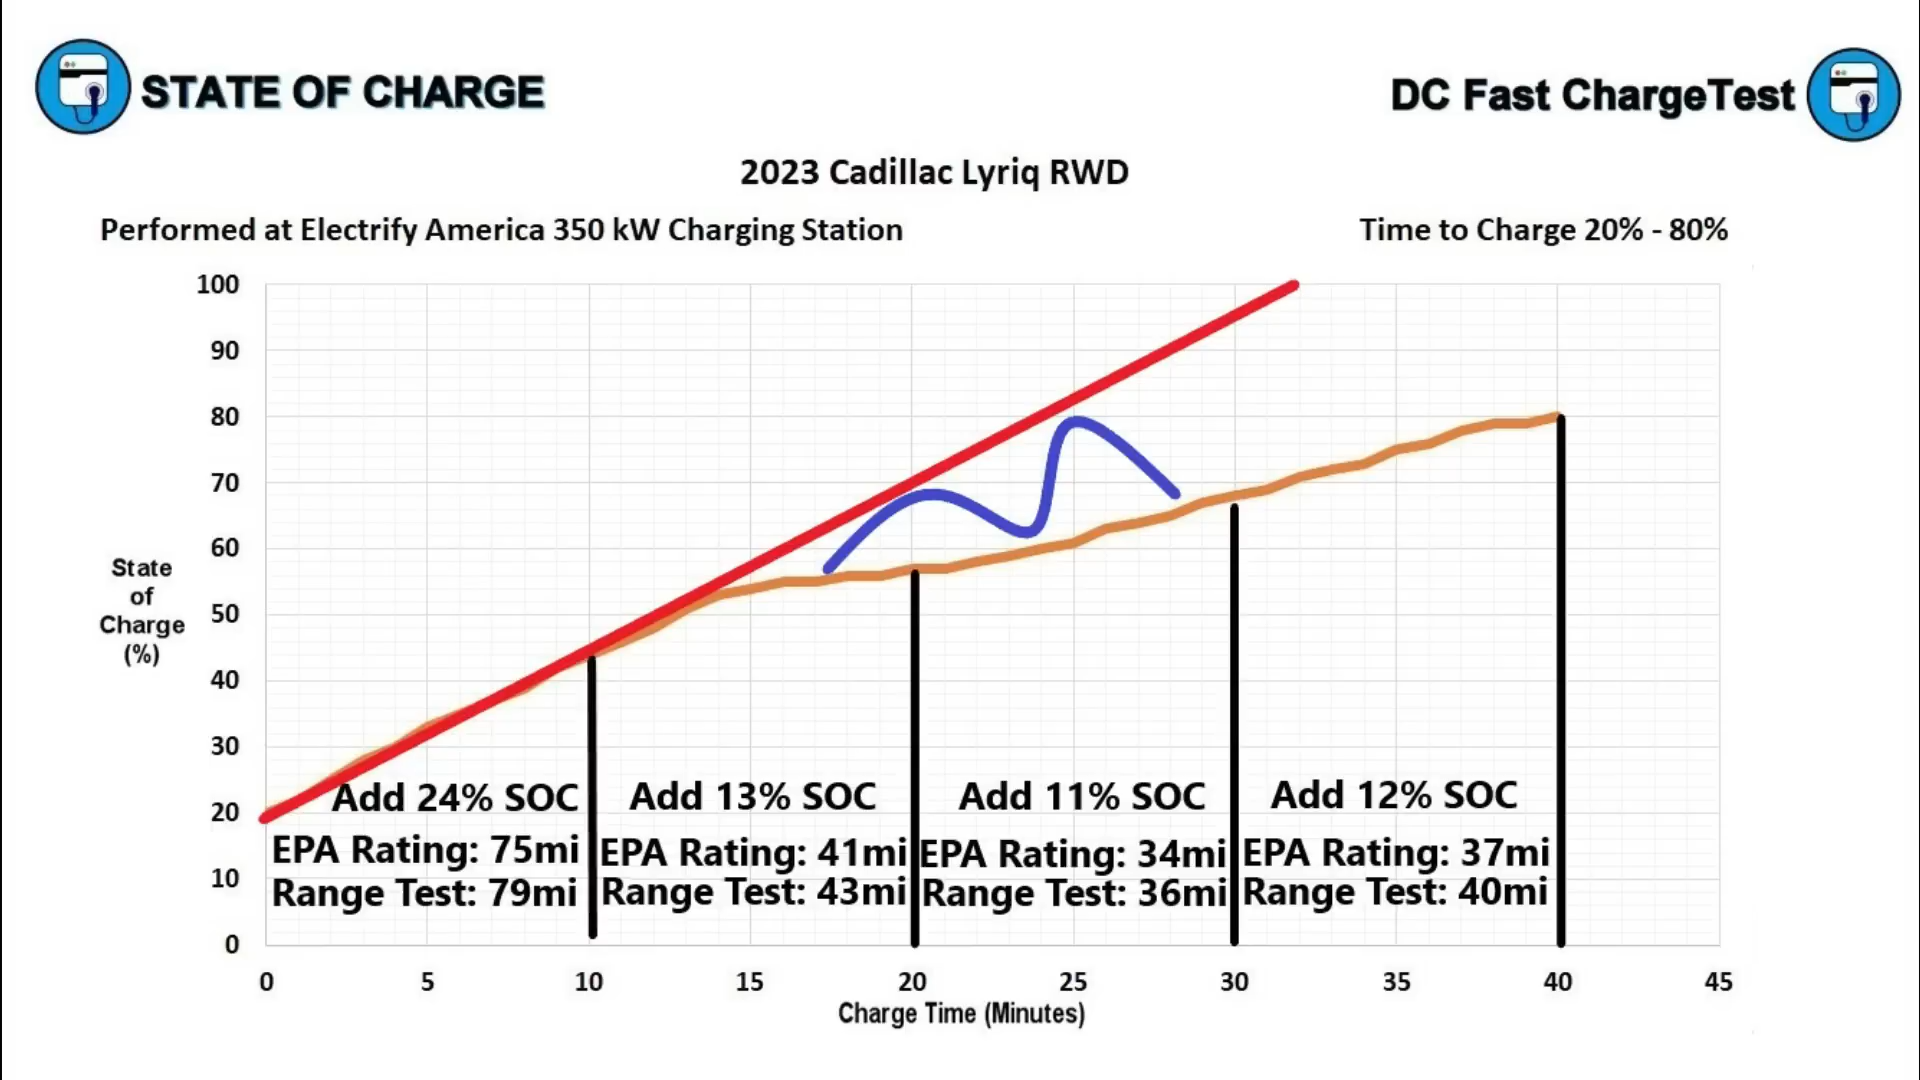 STATE OF CHARGE
DC Fast ChargeTest
2023 Cadillac Lyriq RWD
Performed at Electrify America 350 kW Charging Station
Time to Charge 20% - 80%
100
90
80
70
60
50
40
30
20
10
0
State
of
Charge
(%)
Add 24% SOC
EPA Rating: 75mi
Range Test: 79mi
Add 13% SOC
EPA Rating: 41mi
Range Test: 43mi
Add 11% SOC
EPA Rating: 34mi
Range Test: 36mi
Add 12% SOC
EPA Rating: 37mi
Range Test: 40mi
0 5 10 15 20 25 30 35 40 45
Charge Time (Minutes)